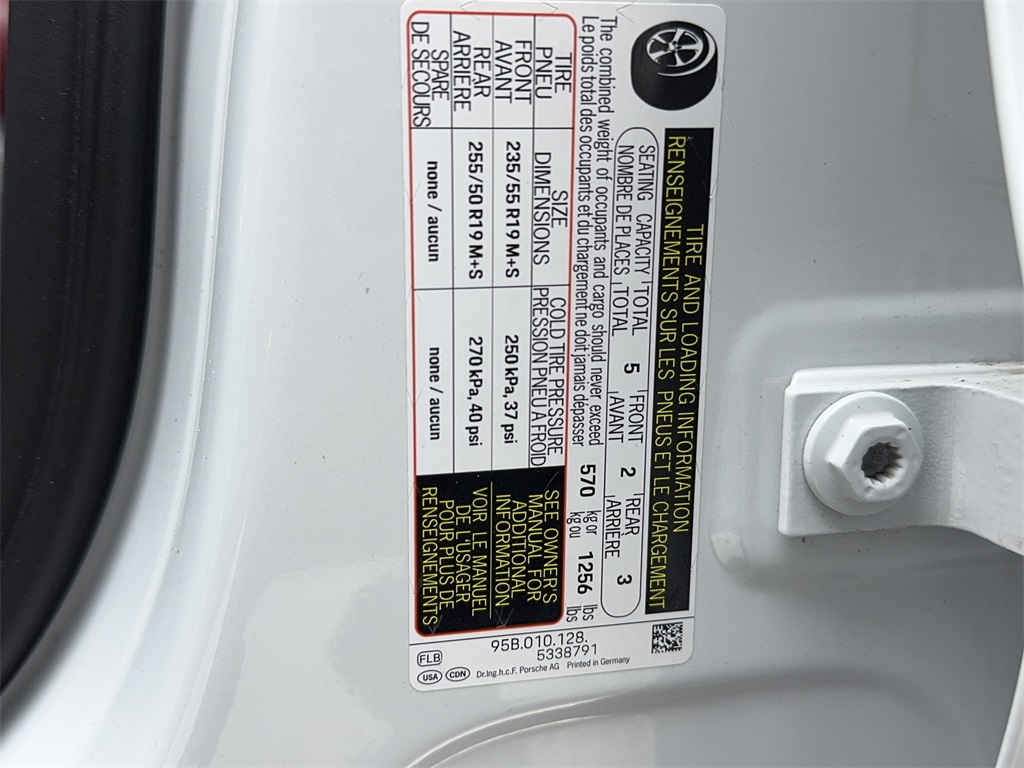 TIRE AND LOADING INFORMATION
RENSEIGNEMENTS SUR LES PNEUS ET LE CHARGEMENT
SEATING CAPACITY TOTAL 5 FRONT 2 REAR 3
NOMBRE DE PLACES TOTAL AVANT ARRIÈRE
The combined weight of occupants and cargo should never exceed 570 kg or 1256 lbs
Le poids total des occupants et du chargement ne doit jamais dépasser kg ou lbs
TIRE SIZE COLD TIRE PRESSURE
PNEU DIMENSIONS PRESSION PNEU A FROID
FRONT 235/55 R19 M+S 250 kPa, 37 psi
AVANT
REAR 255/50 R19 M+S 270 kPa, 40 psi
ARRIÈRE
SPARE none / aucun none / aucun
DE SECOURS
SEE OWNER'S
MANUAL FOR
ADDITIONAL
INFORMATION
VOIR LE MANUEL
DE L'USAGER
POUR PLUS DE
RENSEIGNEMENTS
95B.010.128.
5338791
FLB
USA CDN Dr.Ing.h.c.F. Porsche AG Printed in Germany